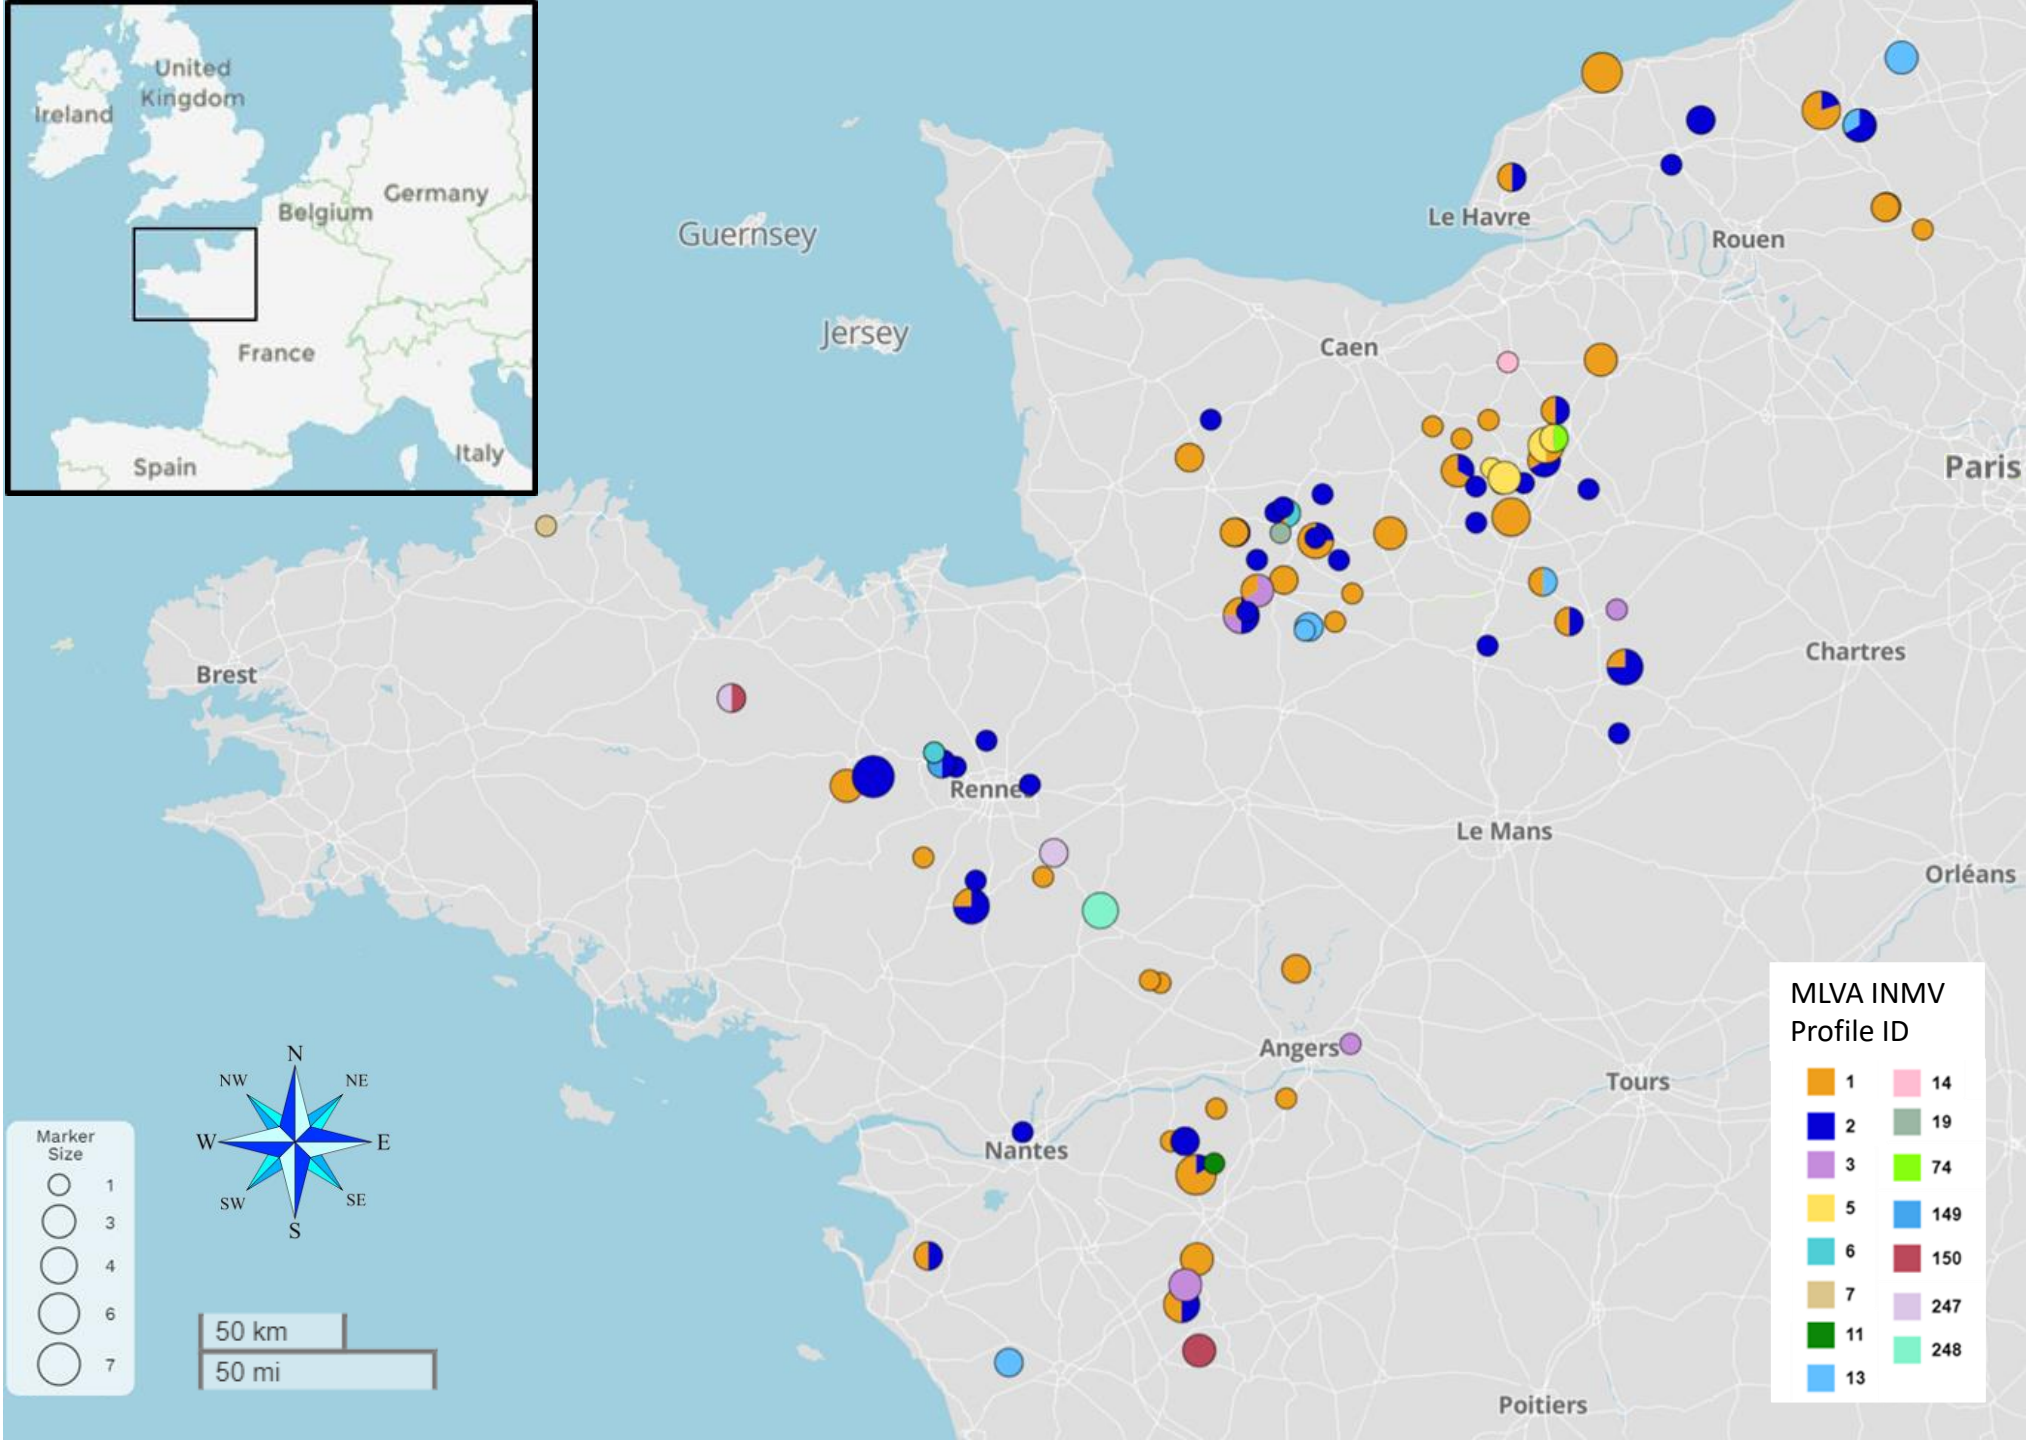 United
Kingdom
Ireland
Germany
Belgium
France
Italy
Spain
Guernsey
Jersey
Le Havre
Rouen
Caen
Paris
Brest
Chartres
Rennes
Le Mans
Orléans
Angers
Tours
Nantes
Poitiers
N
NW
NE
W
E
SW
SE
S
Marker
Size
1
3
4
6
7
50 km
50 mi
MLVA INMV
Profile ID
1
2
3
5
6
7
11
13
14
19
74
149
150
247
248